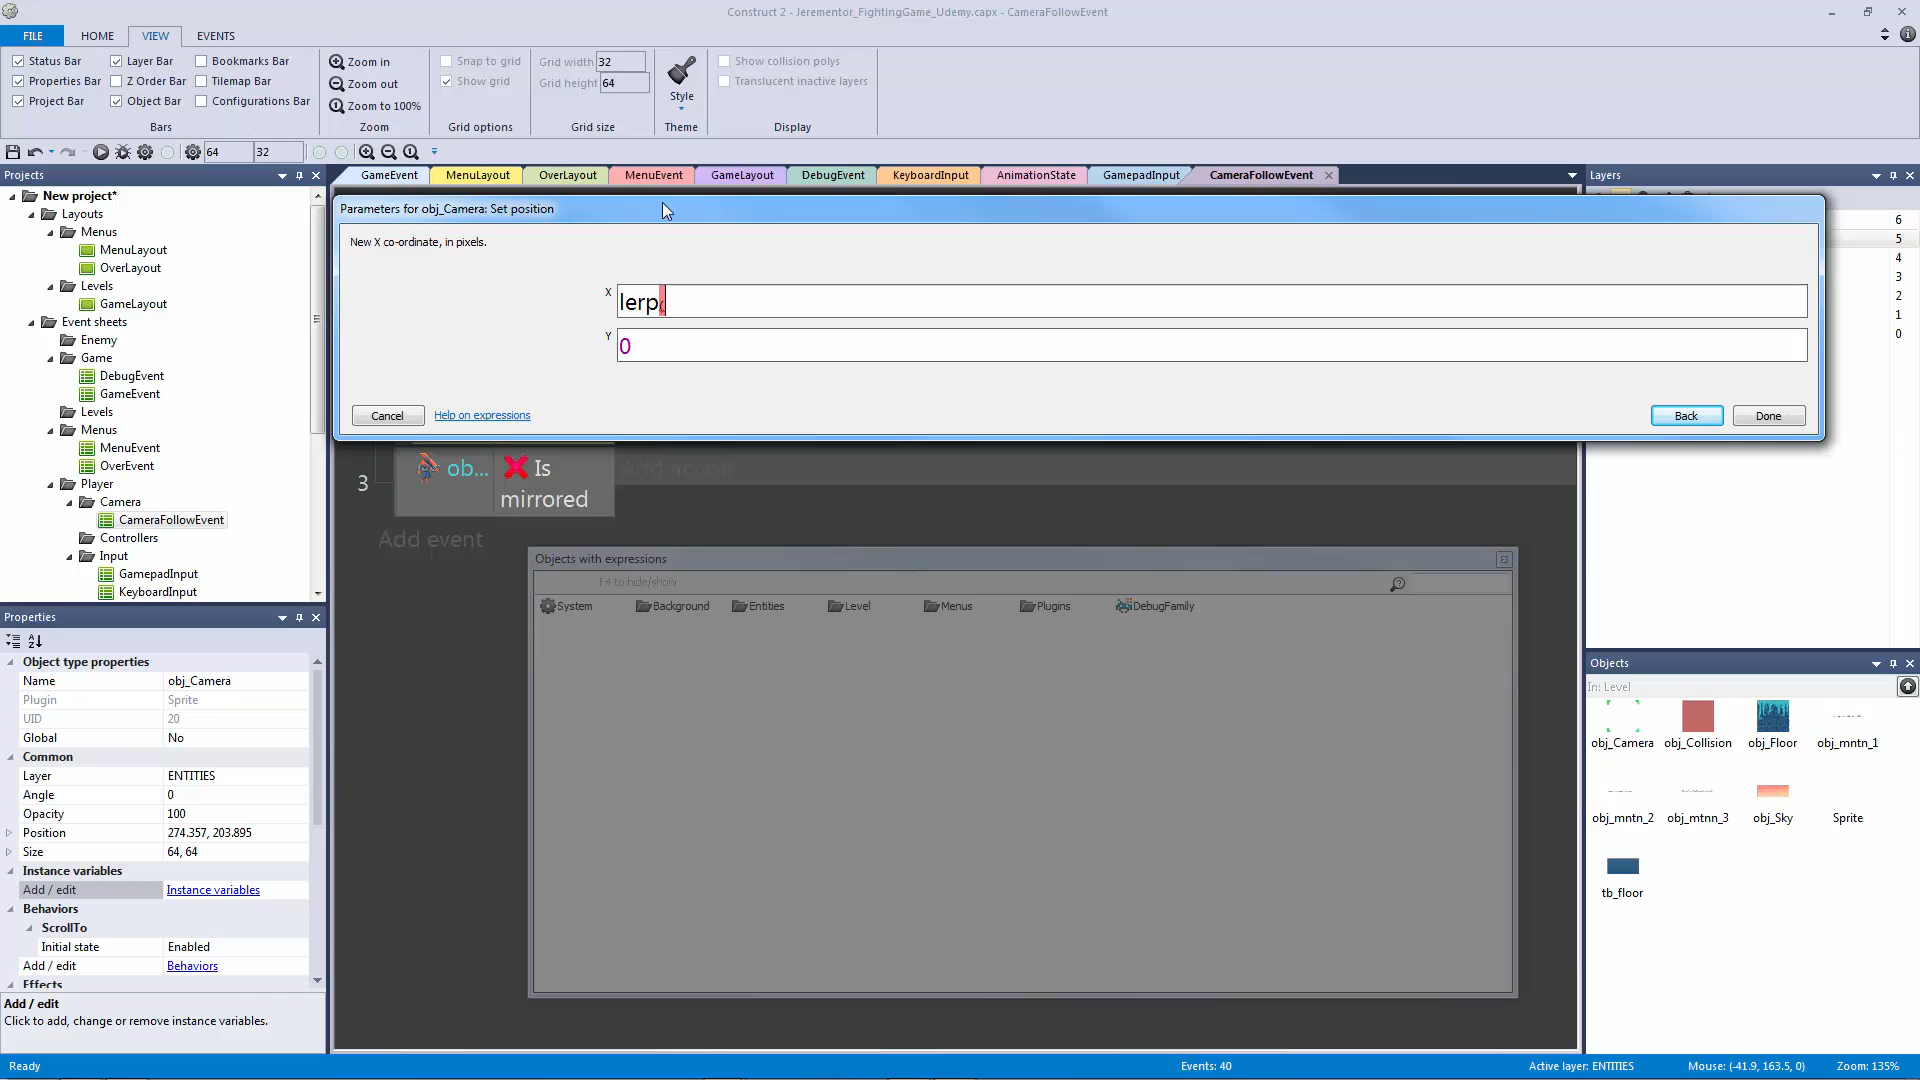 Construct 2 - Jerementor_FightingGame_Udemy.capx - CameraFollowEvent
FILE HOME VIEW EVENTS
Status Bar Layer Bar Bookmarks Bar
Properties Bar Z Order Bar Tilemap Bar
Project Bar Object Bar Configurations Bar
Bars
Zoom in
Zoom out
Zoom to 100%
Zoom
Snap to grid
Show grid
Grid options
Grid width 32
Grid height 64
Grid size
Style
Theme
Show collision polys
Translucent inactive layers
Display
64 32
Projects
New project*
Layouts
Menus
MenuLayout
OverLayout
Levels
GameLayout
Event sheets
Enemy
Game
DebugEvent
GameEvent
Levels
Menus
MenuEvent
OverEvent
Player
Camera
CameraFollowEvent
Controllers
Input
GamepadInput
KeyboardInput
GameEvent MenuLayout OverLayout MenuEvent GameLayout DebugEvent KeyboardInput AnimationState GamepadInput CameraFollowEvent
Parameters for obj_Camera: Set position
New X co-ordinate, in pixels.
X lerp(
Y 0
Cancel Help on expressions Back Done
3 ob... Is mirrored Add action
Add event
Objects with expressions
F4 to hide/show
System Background Entities Level Menus Plugins DebugFamily
Properties
Object type properties
Name obj_Camera
Plugin Sprite
UID 20
Global No
Common
Layer ENTITIES
Angle 0
Opacity 100
Position 274.357, 203.895
Size 64, 64
Instance variables
Add / edit Instance variables
Behaviors
ScrollTo
Initial state Enabled
Add / edit Behaviors
Effects
Add / edit
Click to add, change or remove instance variables.
Layers
6
5
4
3
2
1
0
Objects
In: Level
obj_Camera obj_Collision obj_Floor obj_mntn_1
obj_mntn_2 obj_mtnn_3 obj_Sky Sprite
tb_floor
Ready Events: 40 Active layer: ENTITIES Mouse: (-41.9, 163.5, 0) Zoom: 135%